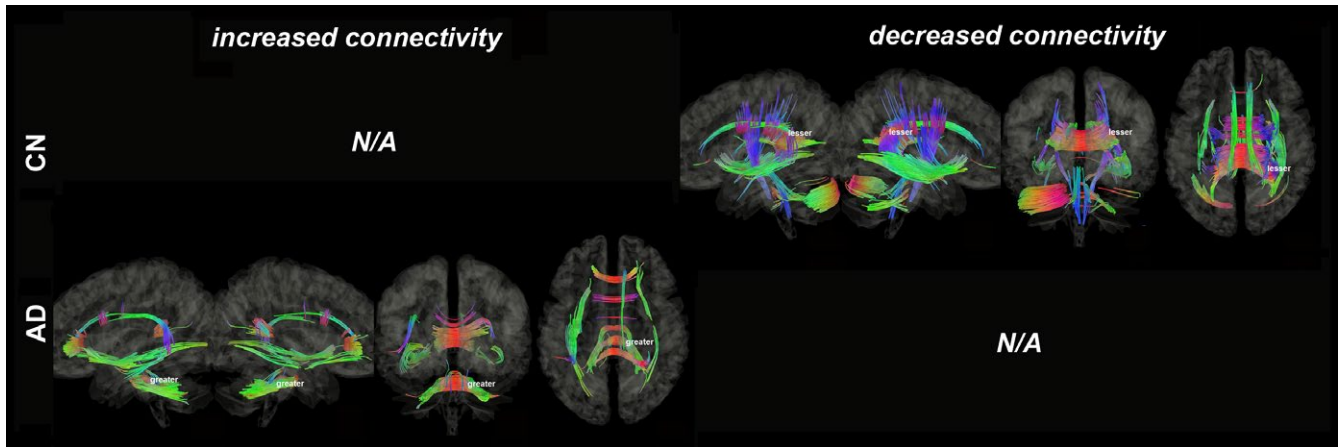 increased connectivity
decreased connectivity
CN
N/A
lesser
lesser
lesser
lesser
AD
greater
greater
greater
greater
N/A